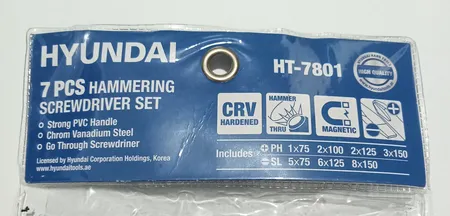 HYUNDAI
HT-7801
HIGH QUALITY
7 PCS HAMMERING
SCREWDRIVER SET
• Strong PVC Handle
• Chrom Vanadium Steel
• Go Through Screwdriner
Licensed by Hyundai Corporation Holdings, Korea
www.hyundaitools.ae
CRV
HARDENED
HAMMER
THRU
MAGNETIC
Includes: PH 1x75 2x100 2x125 3x150
SL 5x75 6x125 8x150